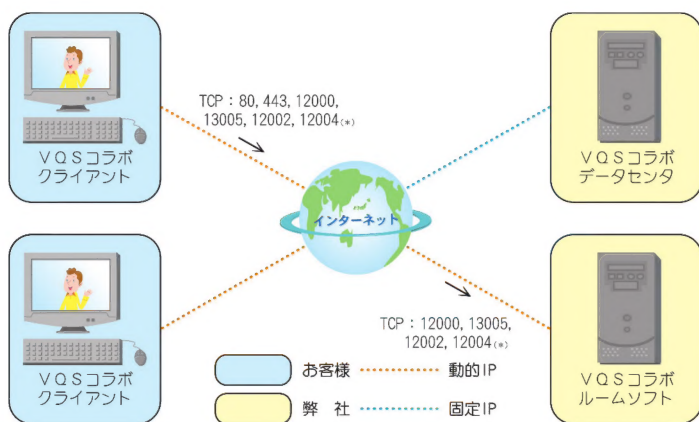 TCP：80, 443, 12000,
13005, 12002, 12004(*)
VQSコラボ
クライアント
VQSコラボ
データセンタ
インターネット
TCP：12000, 13005,
12002, 12004(*)
VQSコラボ
クライアント
VQSコラボ
ルームソフト
お客様 動的IP
弊　社 固定IP